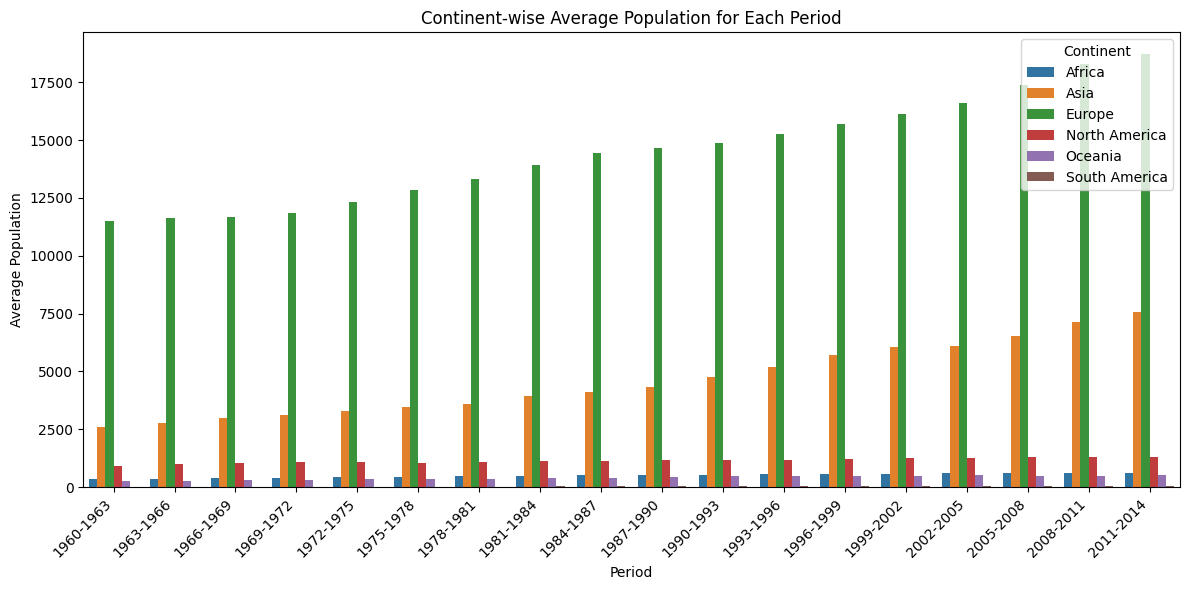 Continent-wise Average Population for Each Period
Continent
Africa
Asia
Europe
North America
Oceania
South America
Average Population
17500
15000
12500
10000
7500
5000
2500
0
1960-1963
1963-1966
1966-1969
1969-1972
1972-1975
1975-1978
1978-1981
1981-1984
1984-1987
1987-1990
1990-1993
1993-1996
1996-1999
1999-2002
2002-2005
2005-2008
2008-2011
2011-2014
Period